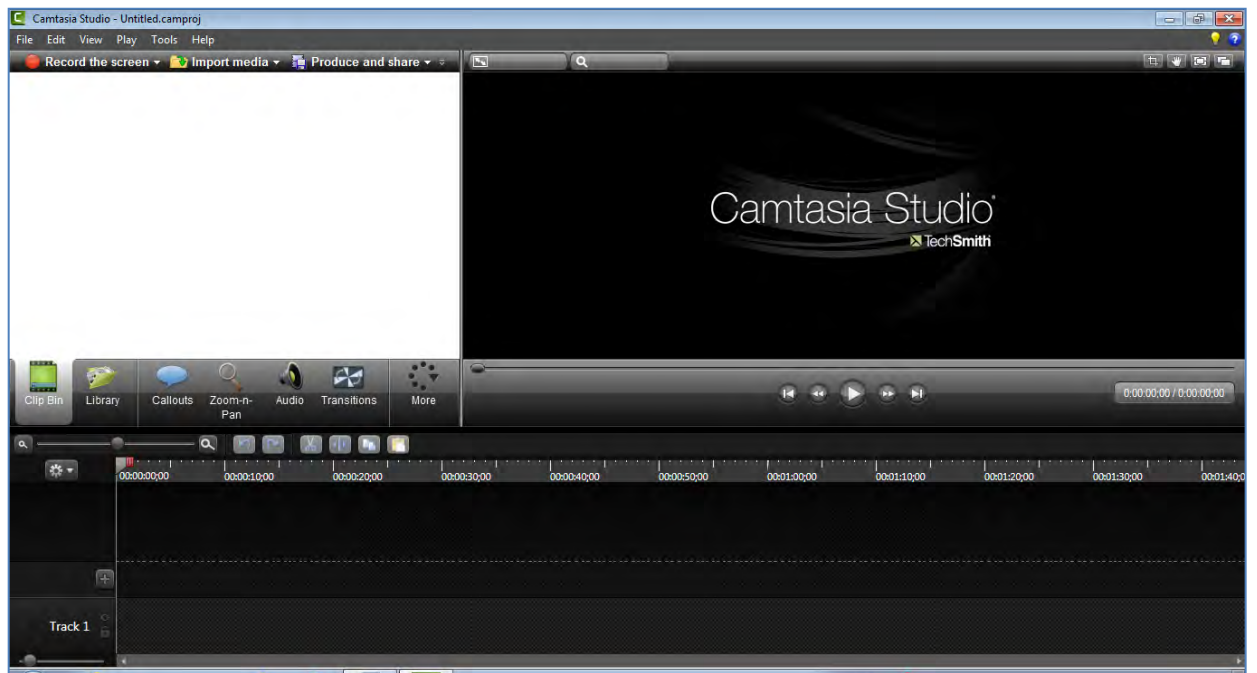 Camtasia Studio - Untitled.camproj
File Edit View Play Tools Help
Record the screen Import media Produce and share
Camtasia Studio®
TechSmith
Clip Bin Library Callouts Zoom-n-Pan Audio Transitions More
0:00:00;00 / 0:00:00;00
00:00:00;00 00:00:10;00 00:00:20;00 00:00:30;00 00:00:40;00 00:00:50;00 00:01:00;00 00:01:10;00 00:01:20;00 00:01:30;00 00:01:40;0
Track 1